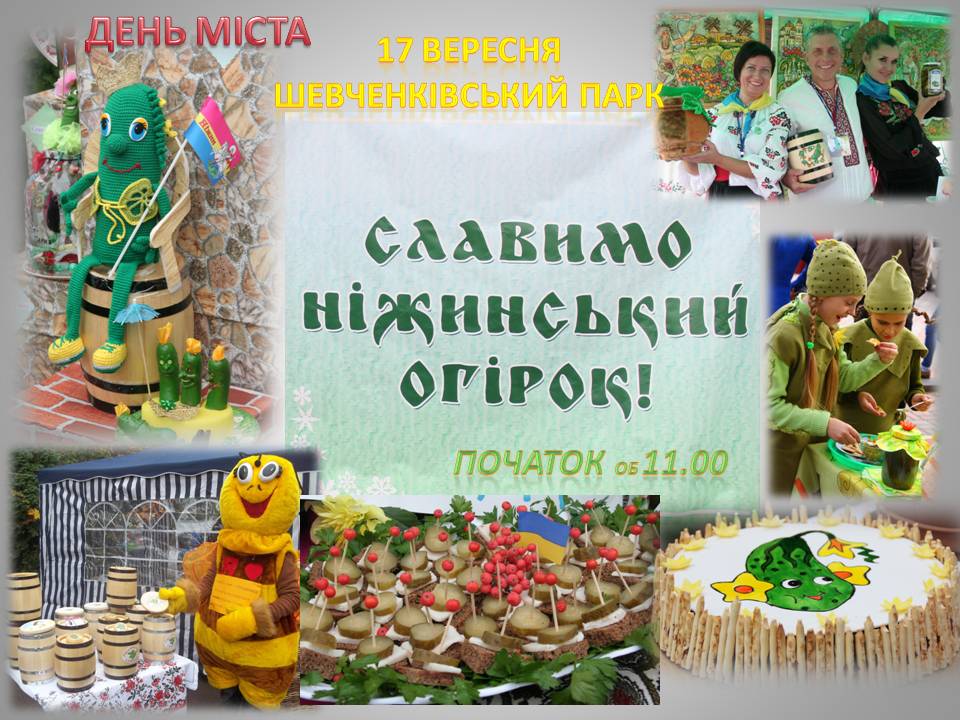 ДЕНЬ МІСТА
17 ВЕРЕСНЯ
ШЕВЧЕНКІВСЬКИЙ ПАРК
СЛАВИМО
НІЖИНСЬКИЙ
ОГІРОК!
ПОЧАТОК ОБ 11.00